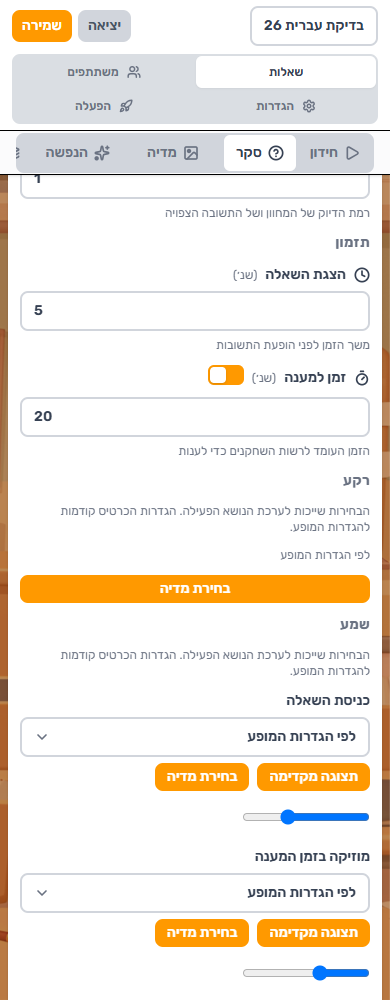 בדיקת עברית 26
יציאה
שמירה
שאלות
משתתפים
הגדרות
הפעלה
חידון
סקר
מדיה
הנפשה
1
רמת הדיוק של המחוון ושל התשובה הצפויה
תזמון
הצגת השאלה (שנ׳)
5
משך הזמן לפני הופעת התשובות
זמן למענה (שנ׳)
20
הזמן העומד לרשות השחקנים כדי לענות
רקע
הבחירות שייכות לערכת הנושא הפעילה. הגדרות הכרטיס קודמות
להגדרות המופע.
לפי הגדרות המופע
בחירת מדיה
שמע
הבחירות שייכות לערכת הנושא הפעילה. הגדרות הכרטיס קודמות
להגדרות המופע.
כניסת השאלה
לפי הגדרות המופע
תצוגה מקדימה
בחירת מדיה
מוזיקה בזמן המענה
לפי הגדרות המופע
תצוגה מקדימה
בחירת מדיה